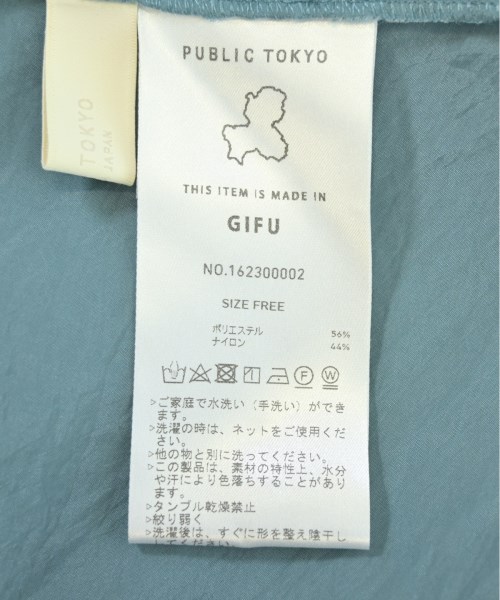 PUBLIC TOKYO
THIS ITEM IS MADE IN
GIFU
NO.162300002
SIZE FREE
ポリエステル 56%
ナイロン 44%
F W
>ご家庭で水洗い（手洗い）ができ
ます。
>洗濯の時は、ネットをご使用くだ
さい。
>他の物と別に洗ってください。
>この製品は、素材の特性上、水分
や汗により色落ちすることがあり
ます。
>タンブル乾燥禁止
>絞り弱く
>洗濯後は、すぐに形を整え陰干し
してください。
TOKYO
JAPAN